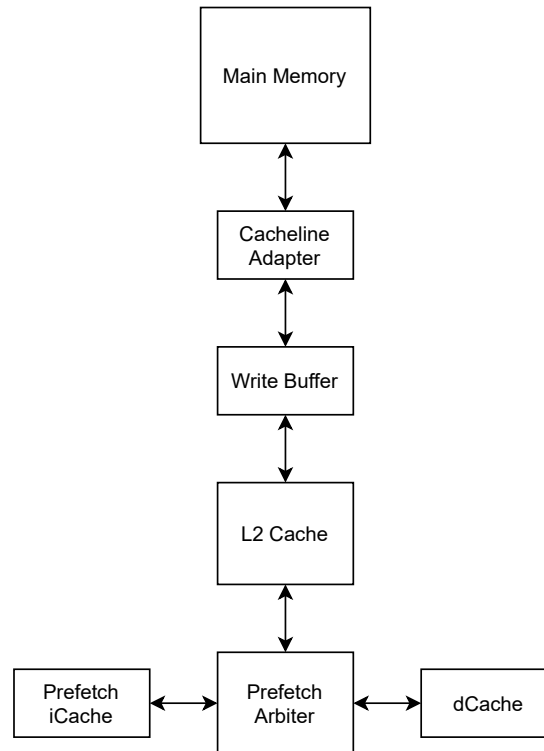 Main Memory
Cacheline
Adapter
Write Buffer
L2 Cache
Prefetch
iCache
Prefetch
Arbiter
dCache